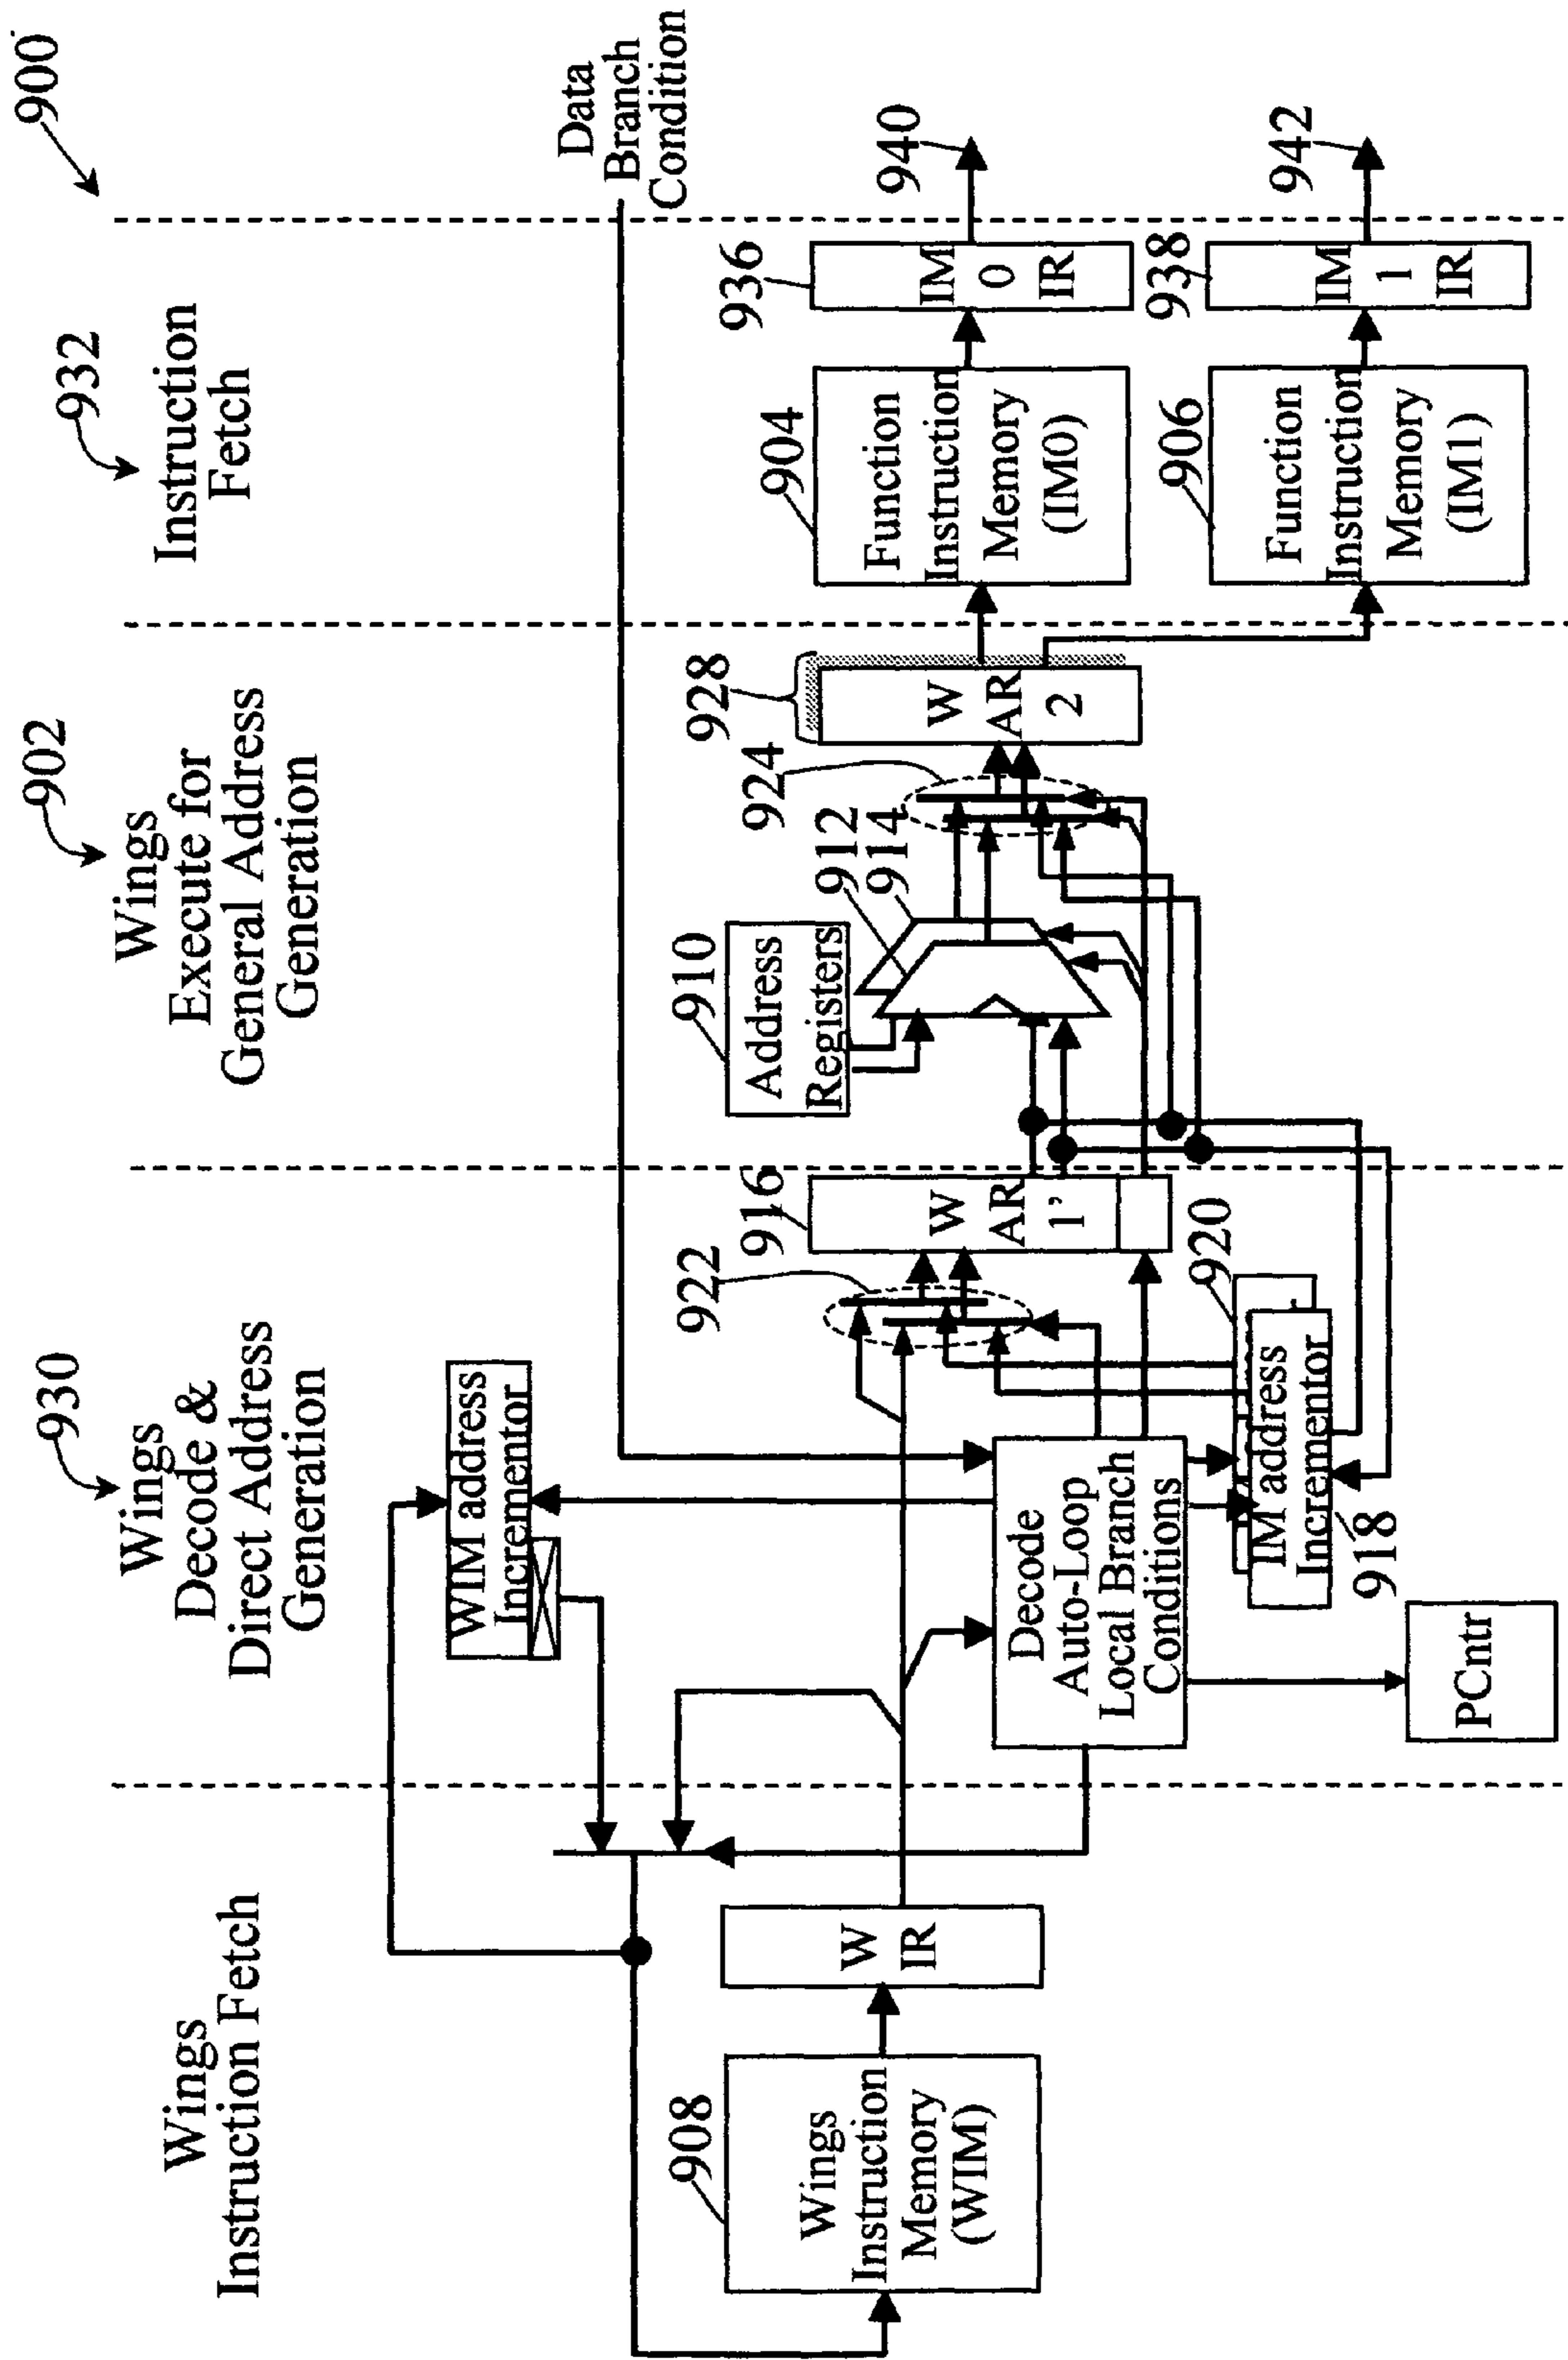 900
Wings
Instruction Fetch
930
Wings
Decode &
Direct Address
Generation
902
Wings
Execute for
General Address
Generation
932
Instruction
Fetch
Data
Branch
Condition
WIM address
Incrementor
908
Wings
Instruction
Memory
(WIM)
W
IR
Decode
Auto-Loop
Local Branch
Conditions
PCntr
922
916
W
AR
1'
920
IM address
Incrementor
918
910
Address
Registers
912
914
924
928
W
AR
2
904
Function
Instruction
Memory
(IM0)
936
IM
0
IR
940
906
Function
Instruction
Memory
(IM1)
938
IM
1
IR
942